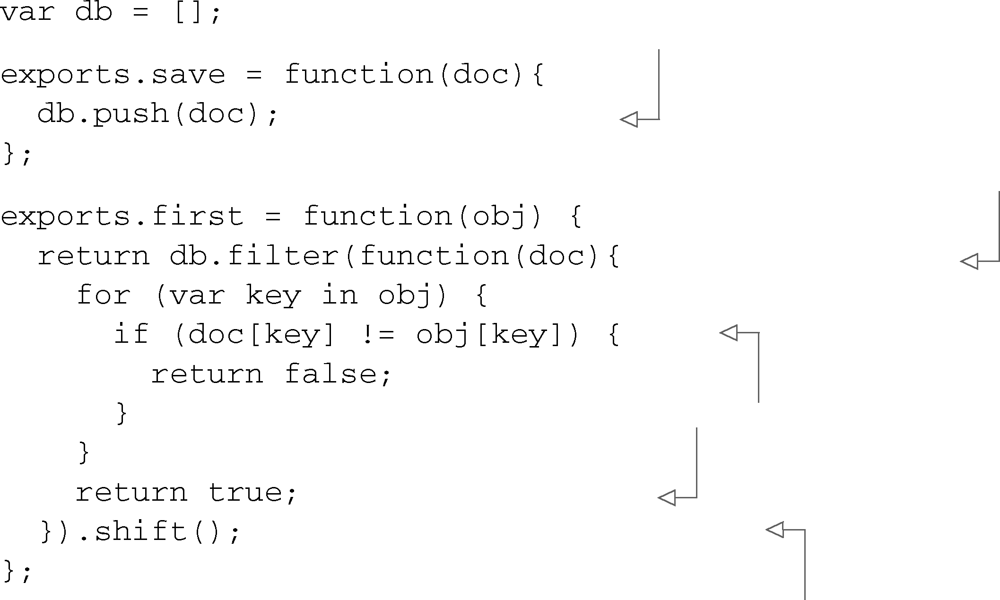 var db = [];
exports.save = function(doc){
  db.push(doc);
};
exports.first = function(obj) {
  return db.filter(function(doc){
    for (var key in obj) {
      if (doc[key] != obj[key]) {
        return false;
      }
    }
    return true;
  }).shift();
};